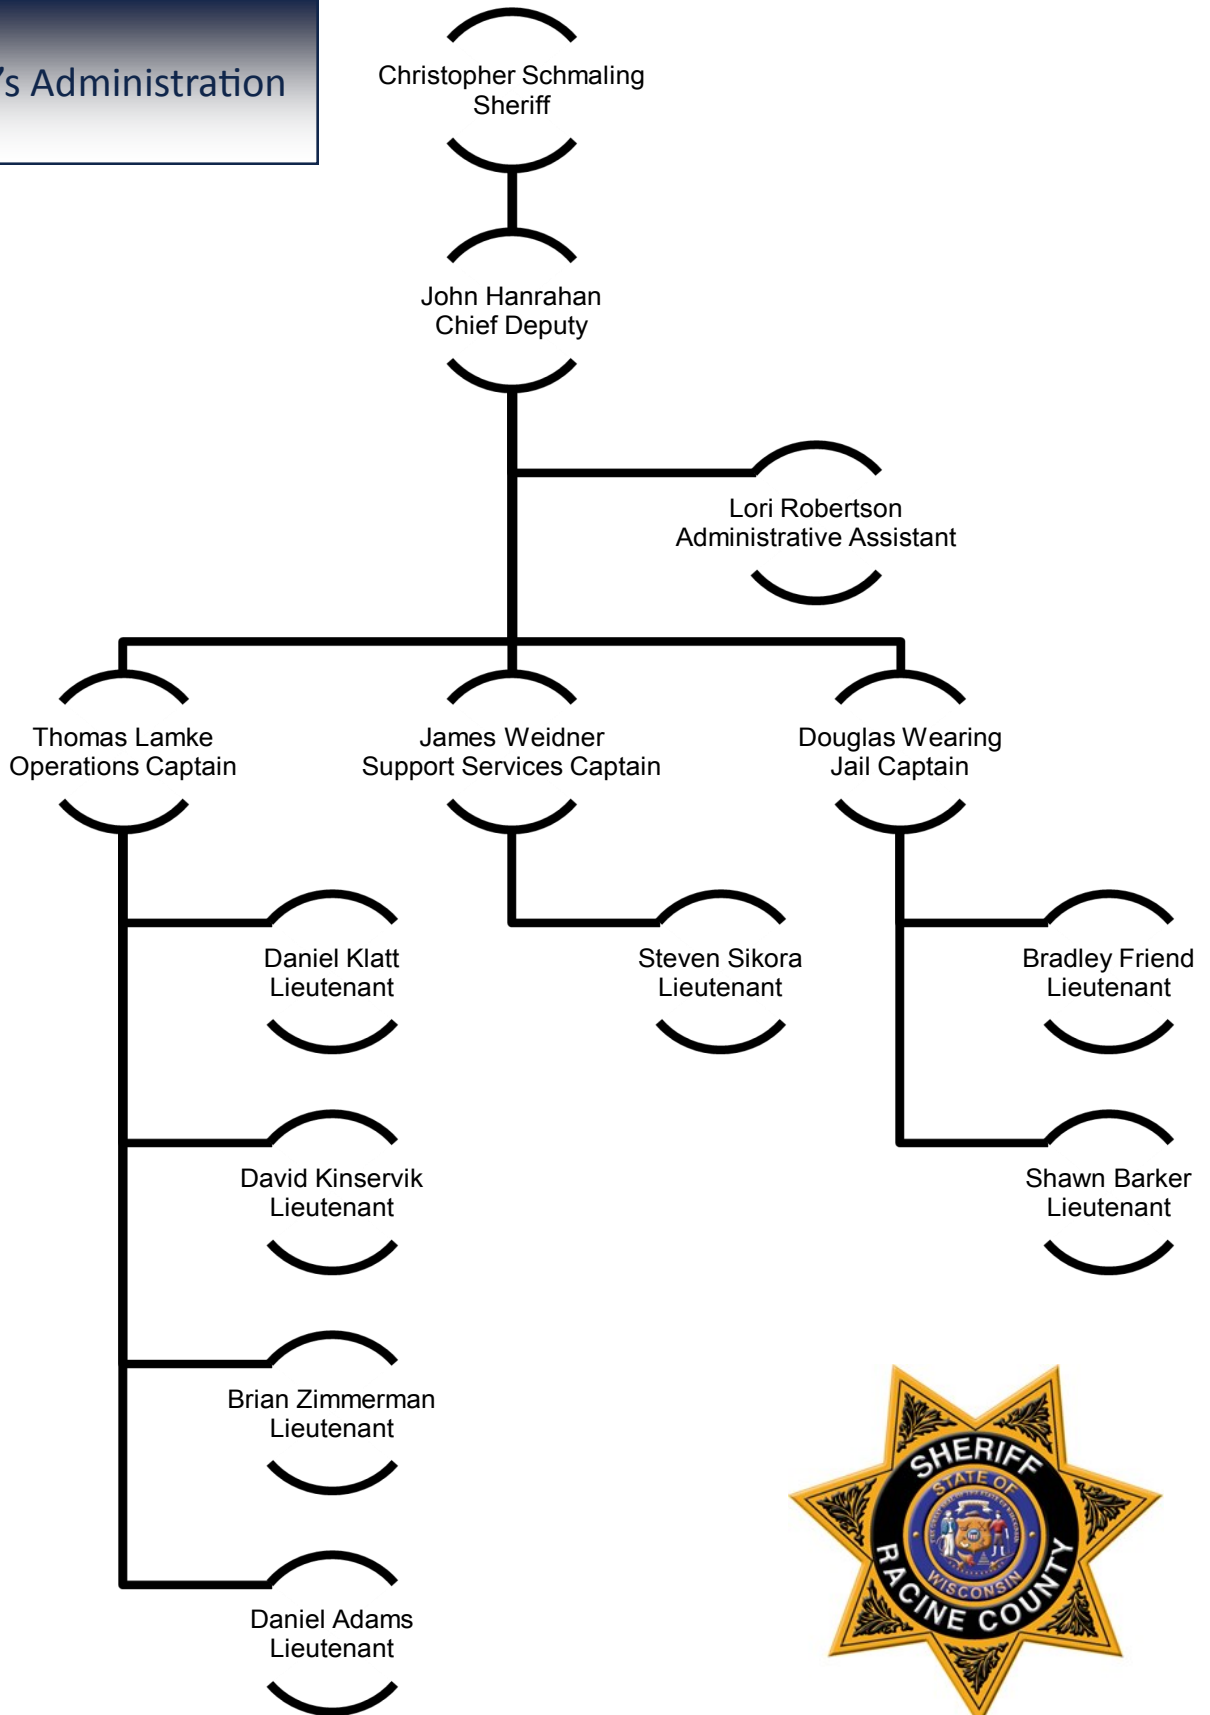 's Administration
Christopher Schmaling
Sheriff
John Hanrahan
Chief Deputy
Lori Robertson
Administrative Assistant
Thomas Lamke
Operations Captain
James Weidner
Support Services Captain
Douglas Wearing
Jail Captain
Daniel Klatt
Lieutenant
Steven Sikora
Lieutenant
Bradley Friend
Lieutenant
David Kinservik
Lieutenant
Shawn Barker
Lieutenant
Brian Zimmerman
Lieutenant
Daniel Adams
Lieutenant
SHERIFF
STATE OF
WISCONSIN
RACINE COUNTY